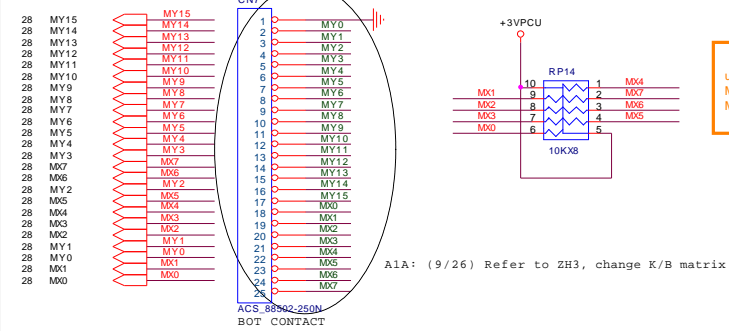 CN7
28 MY15 MY15 1
28 MY14 MY14 2 MY0
28 MY13 MY13 3 MY1
28 MY12 MY12 4 MY2
28 MY11 MY11 5 MY3
28 MY10 MY10 6 MY4
28 MY9 MY9 7 MY5
28 MY8 MY8 8 MY6
28 MY7 MY7 9 MY7
28 MY6 MY6 10 MY8
28 MY5 MY5 11 MY9
28 MY4 MY4 12 MY10
28 MY3 MY3 13 MY11
28 MX7 MX7 14 MY12
28 MX6 MX6 15 MY13
28 MY2 MY2 16 MY14
28 MX5 MX5 17 MY15
28 MX4 MX4 18 MX0
28 MX3 MX3 19 MX1
28 MX2 MX2 20 MX2
28 MY1 MY1 21 MX3
28 MY0 MY0 22 MX4
28 MX1 MX1 23 MX5
28 MX0 MX0 24 MX6
25 MX7
ACS_88502-250N
BOT CONTACT
+3VPCU
RP14
10 1 MX4
MX1 9 2 MX7
MX2 8 3 MX6
MX3 7 4 MX5
MX0 6 5
10KX8
A1A: (9/26) Refer to ZH3, change K/B matrix